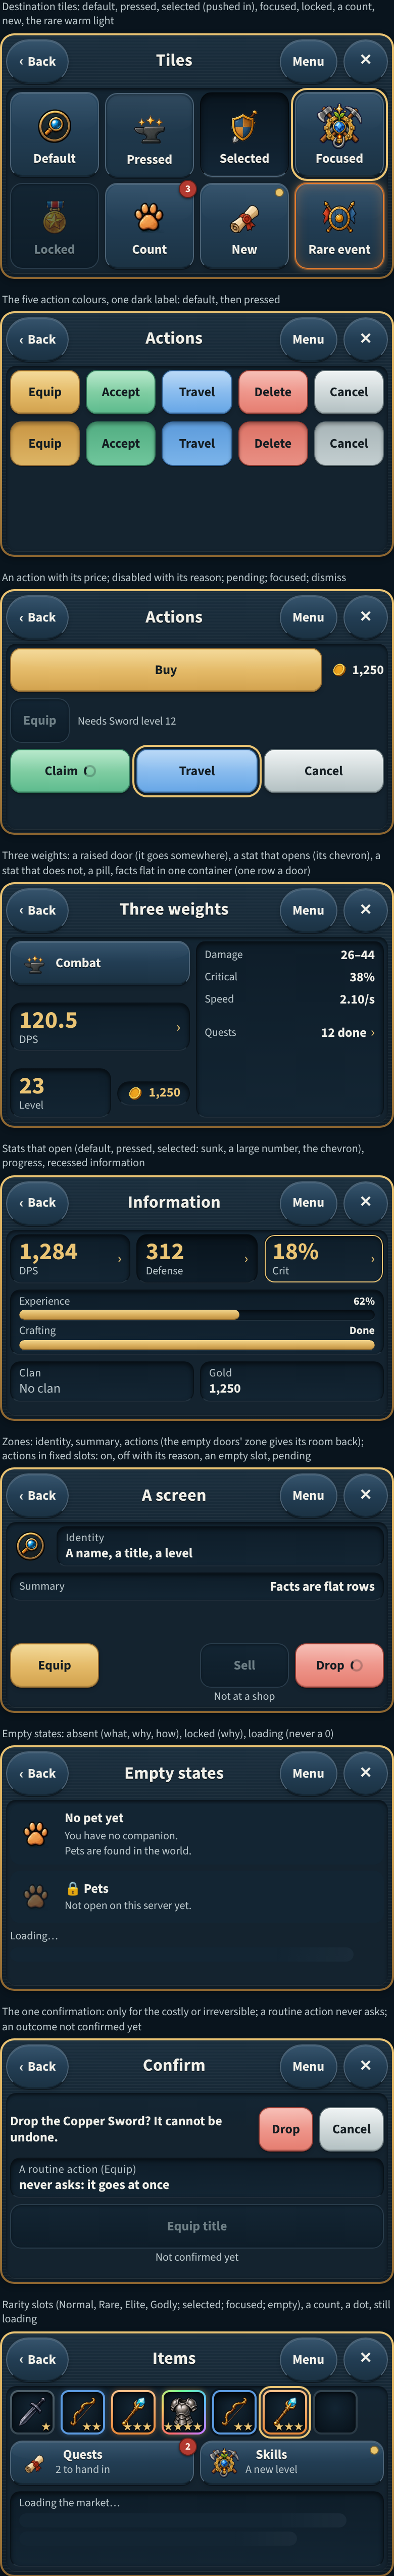 Destination tiles: default, pressed, selected (pushed in), focused, locked, a count,
new, the rare warm light
‹ Back
Tiles
Menu
✕
Default
Pressed
Selected
Focused
3
Locked
Count
New
Rare event
The five action colours, one dark label: default, then pressed
‹ Back
Actions
Menu
✕
Equip
Accept
Travel
Delete
Cancel
Equip
Accept
Travel
Delete
Cancel
An action with its price; disabled with its reason; pending; focused; dismiss
‹ Back
Actions
Menu
✕
Buy
1,250
Equip
Needs Sword level 12
Claim
Travel
Cancel
Three weights: a raised door (it goes somewhere), a stat that opens (its chevron), a
stat that does not, a pill, facts flat in one container (one row a door)
‹ Back
Three weights
Menu
✕
Combat
120.5
DPS
›
23
Level
1,250
Damage
26–44
Critical
38%
Speed
2.10/s
Quests
12 done ›
Stats that open (default, pressed, selected: sunk, a large number, the chevron),
progress, recessed information
‹ Back
Information
Menu
✕
1,284
DPS
›
312
Defense
›
18%
Crit
›
Experience
62%
Crafting
Done
Clan
No clan
Gold
1,250
Zones: identity, summary, actions (the empty doors' zone gives its room back);
actions in fixed slots: on, off with its reason, an empty slot, pending
‹ Back
A screen
Menu
✕
Identity
A name, a title, a level
Summary
Facts are flat rows
Equip
Sell
Drop
Not at a shop
Empty states: absent (what, why, how), locked (why), loading (never a 0)
‹ Back
Empty states
Menu
✕
No pet yet
You have no companion.
Pets are found in the world.
🔒 Pets
Not open on this server yet.
Loading…
The one confirmation: only for the costly or irreversible; a routine action never asks;
an outcome not confirmed yet
‹ Back
Confirm
Menu
✕
Drop the Copper Sword? It cannot be
undone.
Drop
Cancel
A routine action (Equip)
never asks: it goes at once
Equip title
Not confirmed yet
Rarity slots (Normal, Rare, Elite, Godly; selected; focused; empty), a count, a dot, still
loading
‹ Back
Items
Menu
✕
Quests
2 to hand in
2
Skills
A new level
Loading the market…